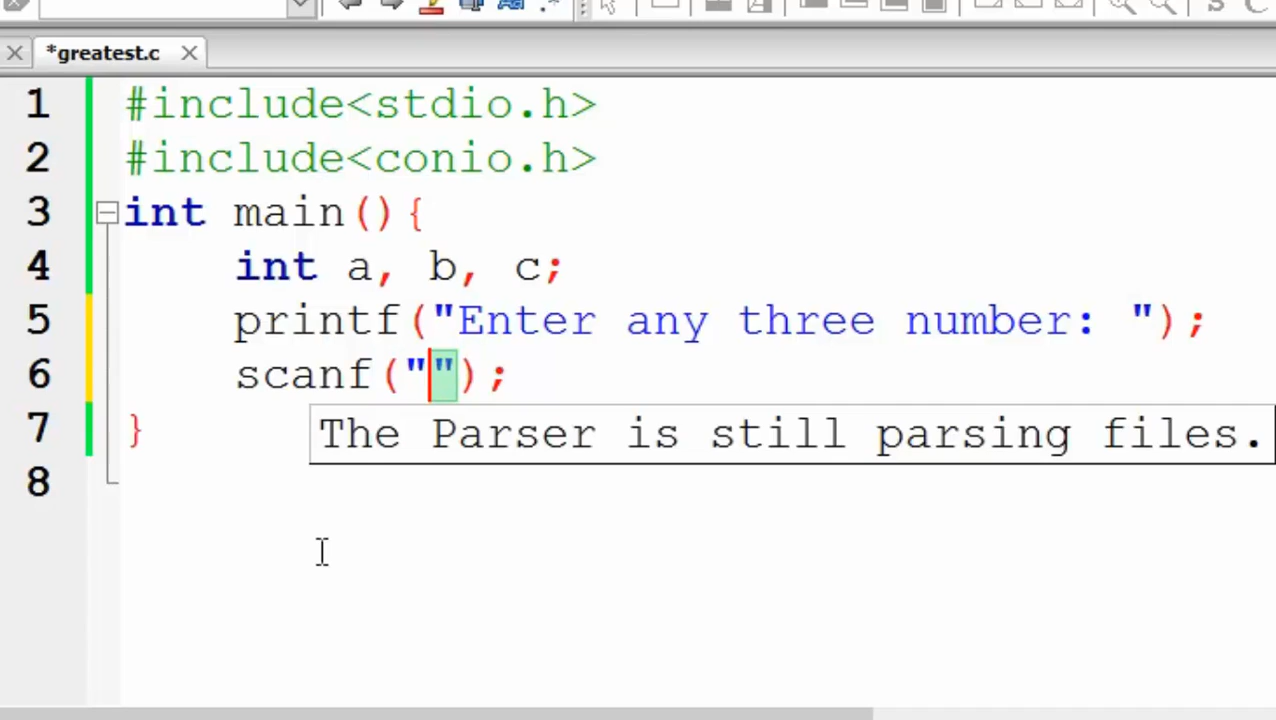 *greatest.c
1 #include<stdio.h>
2 #include<conio.h>
3 int main(){
4 int a, b, c;
5 printf("Enter any three number: ");
6 scanf("");
7 }
The Parser is still parsing files.
8